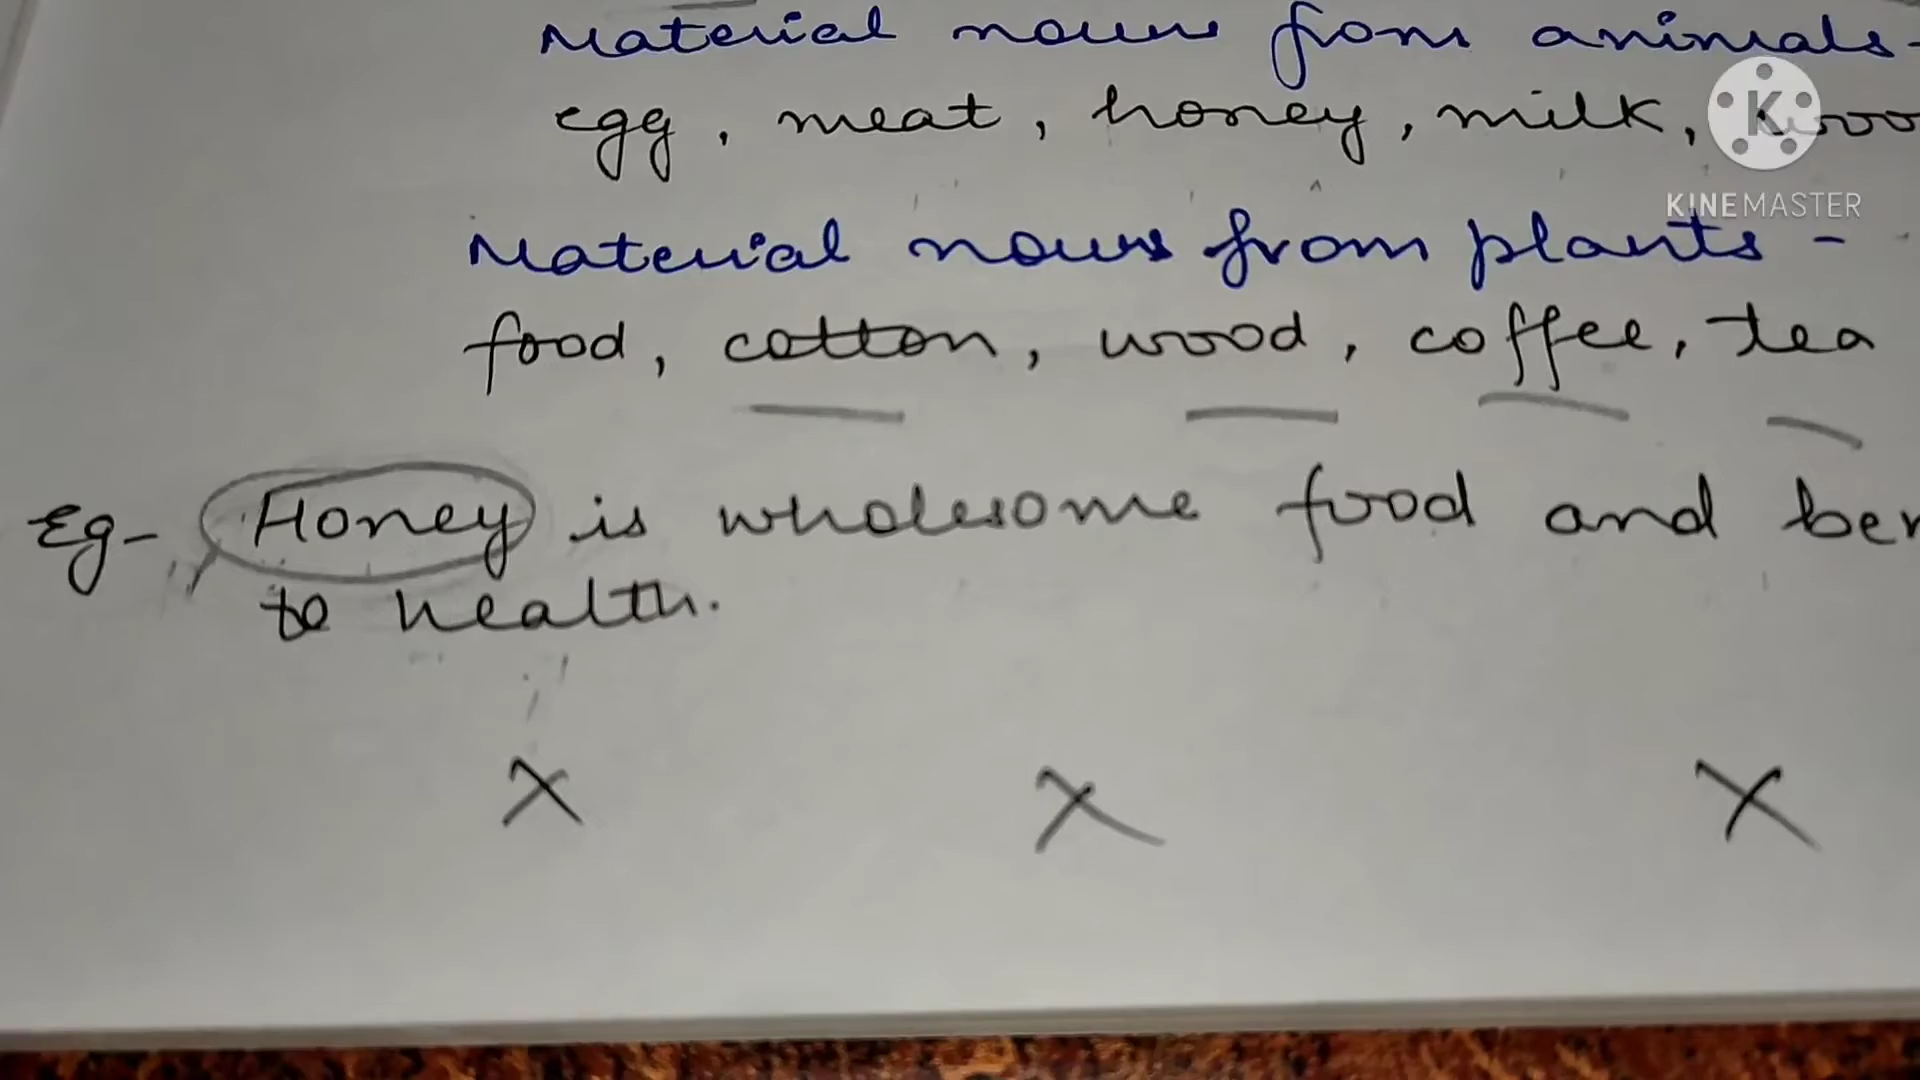 Material nouns from animals-
egg, meat, honey, milk,
KINEMASTER
Material nouns from plants -
food, cotton, wood, coffee, tea
Eg- Honey is wholesome food and
to health.
X X X